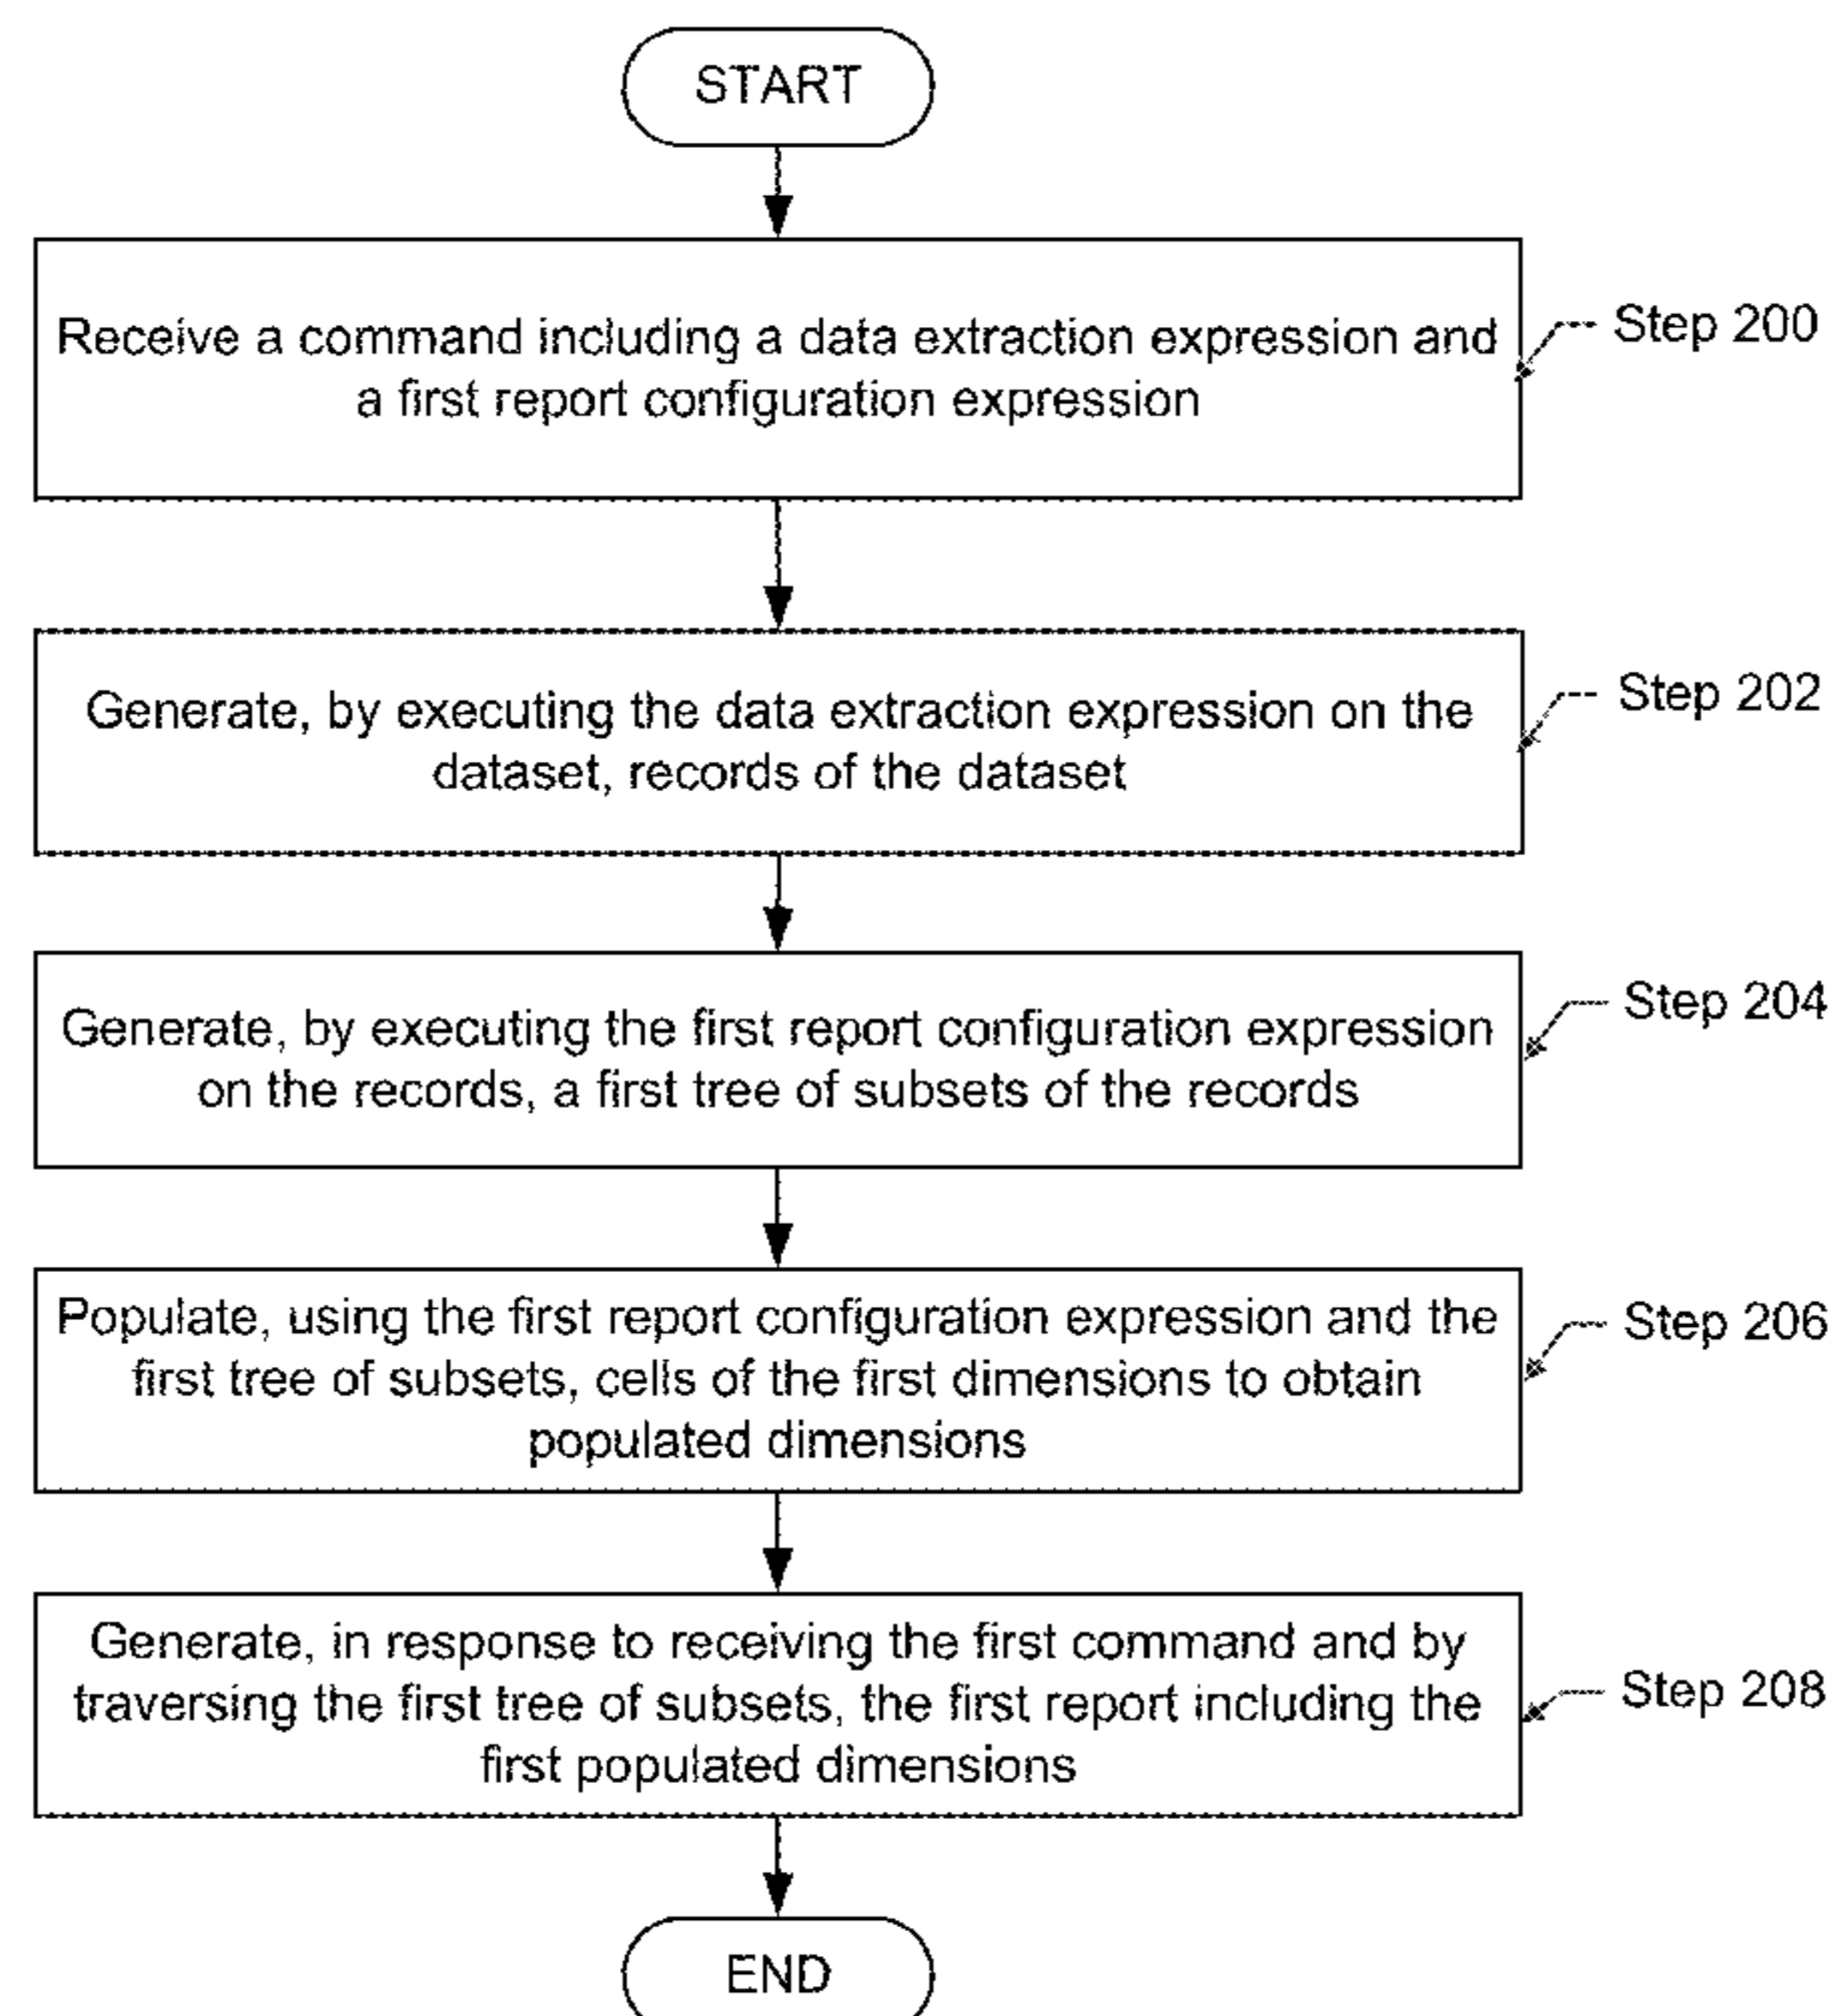 START
Receive a command including a data extraction expression and
a first report configuration expression
Step 200
Generate, by executing the data extraction expression on the
dataset, records of the dataset
Step 202
Generate, by executing the first report configuration expression
on the records, a first tree of subsets of the records
Step 204
Populate, using the first report configuration expression and the
first tree of subsets, cells of the first dimensions to obtain
populated dimensions
Step 206
Generate, in response to receiving the first command and by
traversing the first tree of subsets, the first report including the
first populated dimensions
Step 208
END